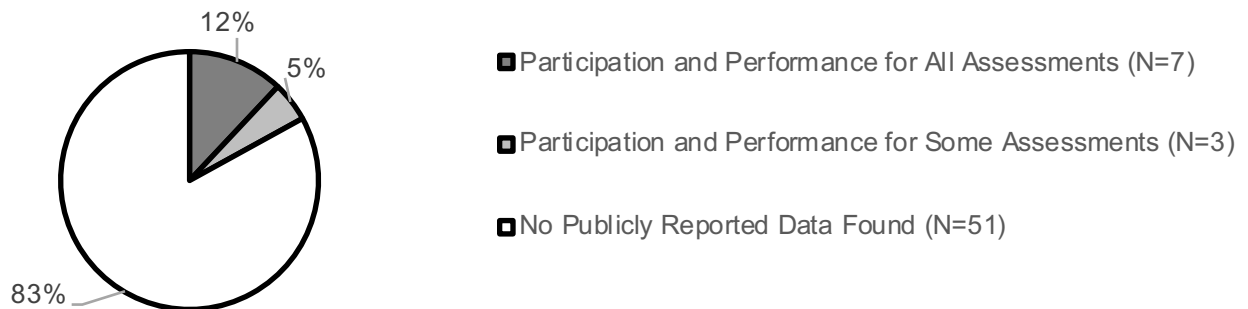 12%
5%
83%
Participation and Performance for All Assessments (N=7)
Participation and Performance for Some Assessments (N=3)
No Publicly Reported Data Found (N=51)